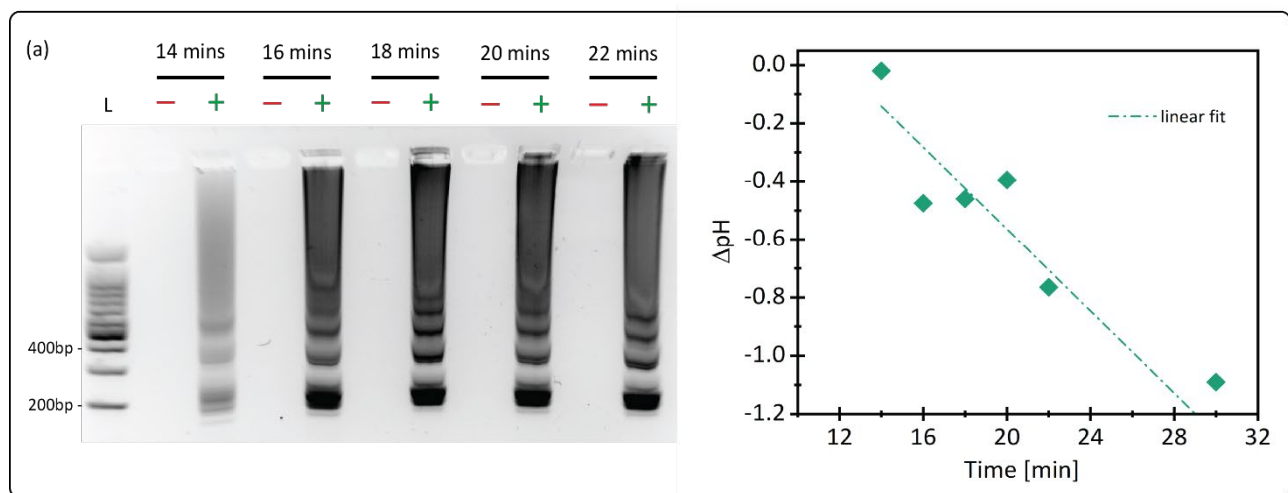 (a)
14 mins 16 mins 18 mins 20 mins 22 mins
L − + − + − + − + − +
400bp -
200bp -
0.0
-0.2
-0.4
-0.6
-0.8
-1.0
-1.2
ΔpH
linear fit
12 16 20 24 28 32
Time [min]